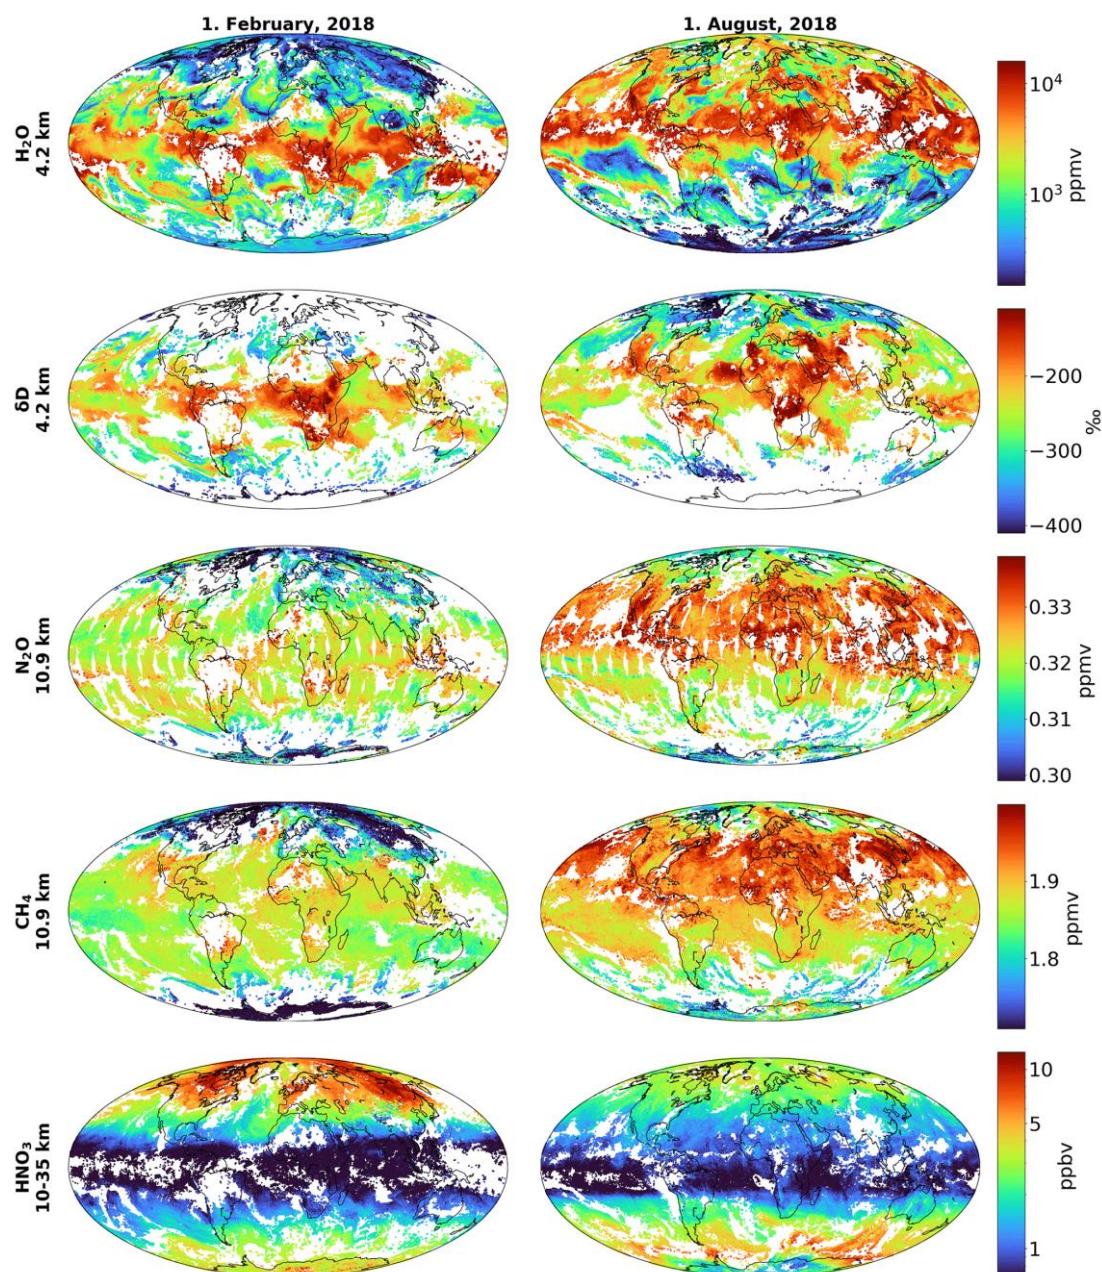 1. February, 2018
1. August, 2018
H₂O
4.2 km
10⁴
10³
ppmv
δD
4.2 km
−200
−300
−400
‰
N₂O
10.9 km
0.33
0.32
0.31
0.30
ppmv
CH₄
10.9 km
1.9
1.8
ppmv
HNO₃
10-35 km
10
5
1
ppbv